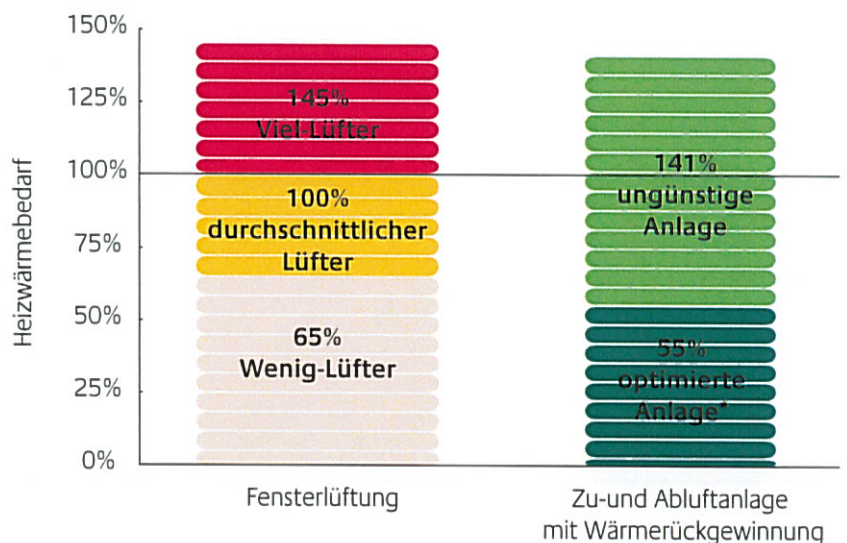 150%
125%
100%
75%
50%
25%
0%
Heizwärmebedarf
145%
Viel-Lüfter
100%
durchschnittlicher
Lüfter
65%
Wenig-Lüfter
141%
ungünstige
Anlage
55%
optimierte
Anlage*
Fensterlüftung
Zu-und Abluftanlage
mit Wärmerückgewinnung